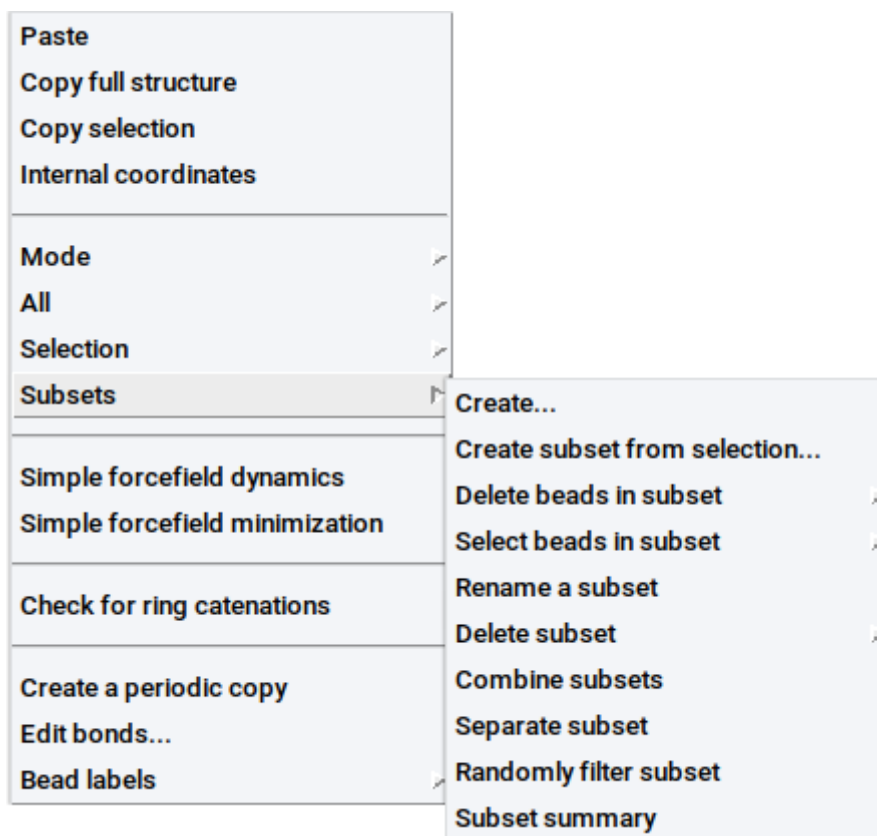 Paste
Copy full structure
Copy selection
Internal coordinates
Mode
All
Selection
Subsets
Simple forcefield dynamics
Simple forcefield minimization
Check for ring catenations
Create a periodic copy
Edit bonds...
Bead labels
Create...
Create subset from selection...
Delete beads in subset
Select beads in subset
Rename a subset
Delete subset
Combine subsets
Separate subset
Randomly filter subset
Subset summary